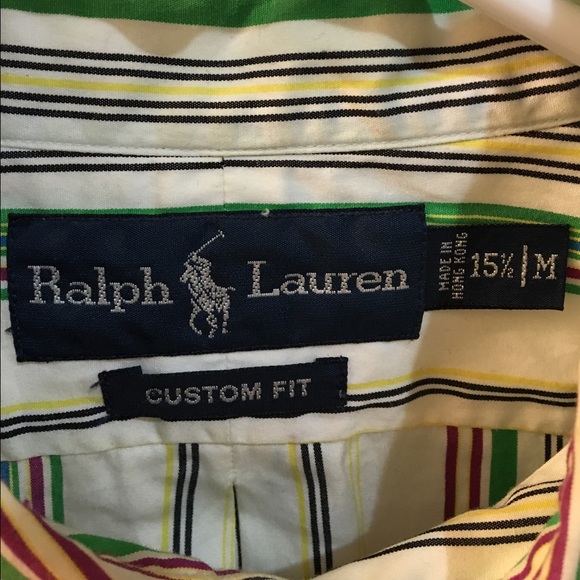 Ralph Lauren
MADE IN
HONG KONG
15½ | M
CUSTOM FIT